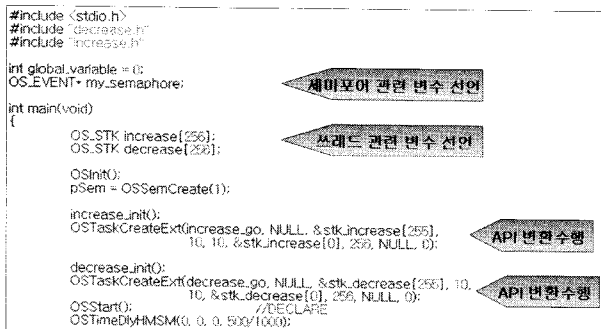 #include <stdio.h>
#include "decrease.h"
#include "increase.h"
int global_variable = 0;
OS_EVENT* my_semaphore;
세미포어 관련 변수 선언
int main(void)
{
OS_STK increase[256];
OS_STK decrease[256];
쓰래드 관련 변수 선언
OSInit();
pSem = OSSemCreate(1);
increase_init();
OSTaskCreateExt(increase_go, NULL, &stk_increase[255],
10, 10, &stk_increase[0], 256, NULL, 0);
API 변환수행
decrease_init();
OSTaskCreateExt(decrease_go, NULL, &stk_decrease[255], 10,
10, &stk_decrease[0], 256, NULL, 0);
API 변환수행
OSStart(); //DECLARE
OSTimeDlyHMSM(0, 0, 0, 500/1000);